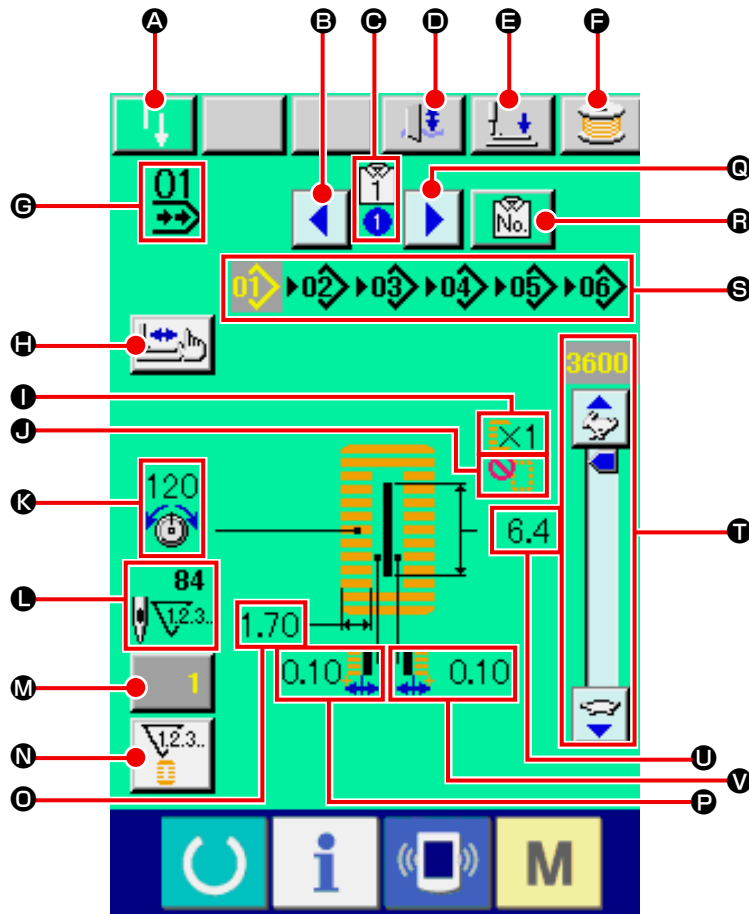 A B C D E F
G 01 1 1 No. Q R
01 02 03 04 05 06 S
H 3600
I ×1
J
K 120 6.4 T
L 84
1.2.3..
1.70
0.10 0.10
M 1
N 1.2.3..
O U
V
P
i M